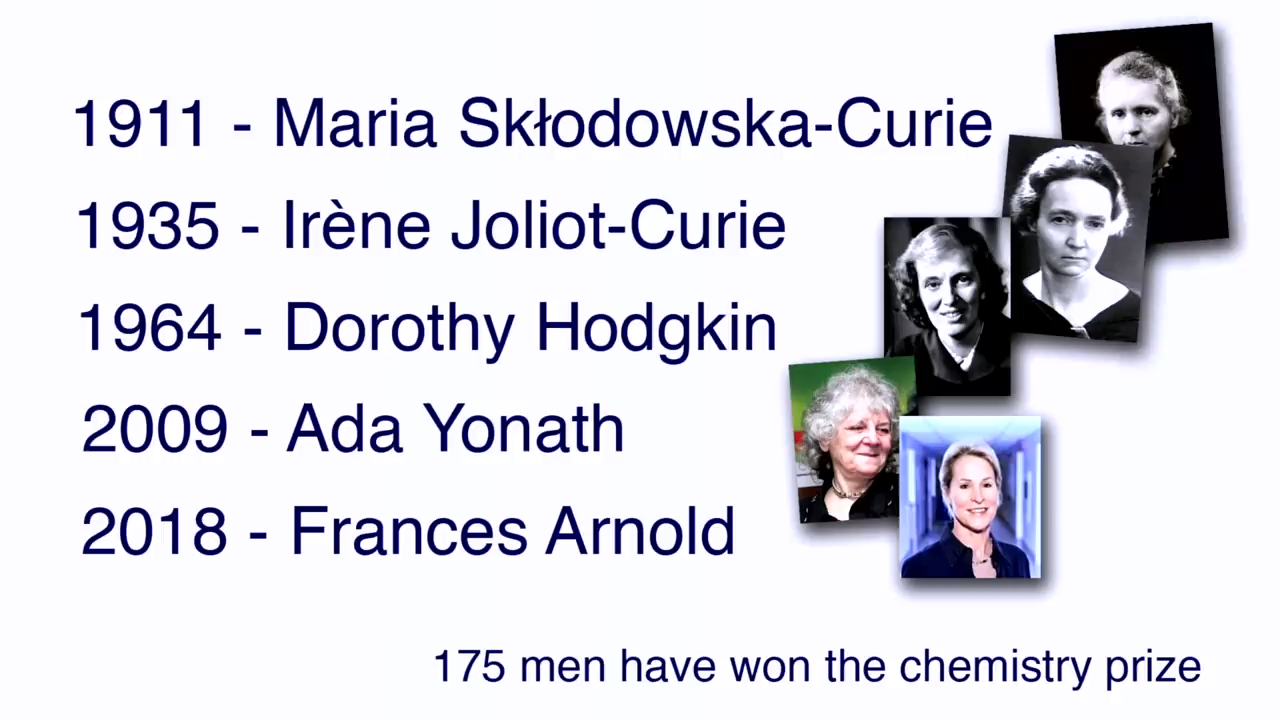 1911 - Maria Skłodowska-Curie
1935 - Irène Joliot-Curie
1964 - Dorothy Hodgkin
2009 - Ada Yonath
2018 - Frances Arnold
175 men have won the chemistry prize